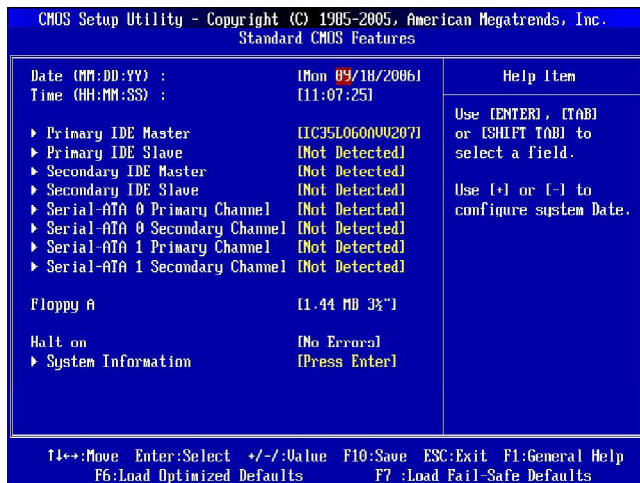 CMOS Setup Utility - Copyright (C) 1985-2005, American Megatrends, Inc.
Standard CMOS Features
Date (MM:DD:YY) : [Mon 09/18/2006]
Time (HH:MM:SS) : [11:07:25]
▶ Primary IDE Master [IC35L060AVV207]
▶ Primary IDE Slave [Not Detected]
▶ Secondary IDE Master [Not Detected]
▶ Secondary IDE Slave [Not Detected]
▶ Serial-ATA 0 Primary Channel [Not Detected]
▶ Serial-ATA 0 Secondary Channel [Not Detected]
▶ Serial-ATA 1 Primary Channel [Not Detected]
▶ Serial-ATA 1 Secondary Channel [Not Detected]
Floppy A [1.44 MB 3½"]
Halt on [No Errors]
▶ System Information [Press Enter]
Help Item
Use [ENTER], [TAB]
or [SHIFT TAB] to
select a field.
Use [+] or [-] to
configure system Date.
↑↓←→:Move Enter:Select +/-/:Value F10:Save ESC:Exit F1:General Help
F6:Load Optimized Defaults F7 :Load Fail-Safe Defaults